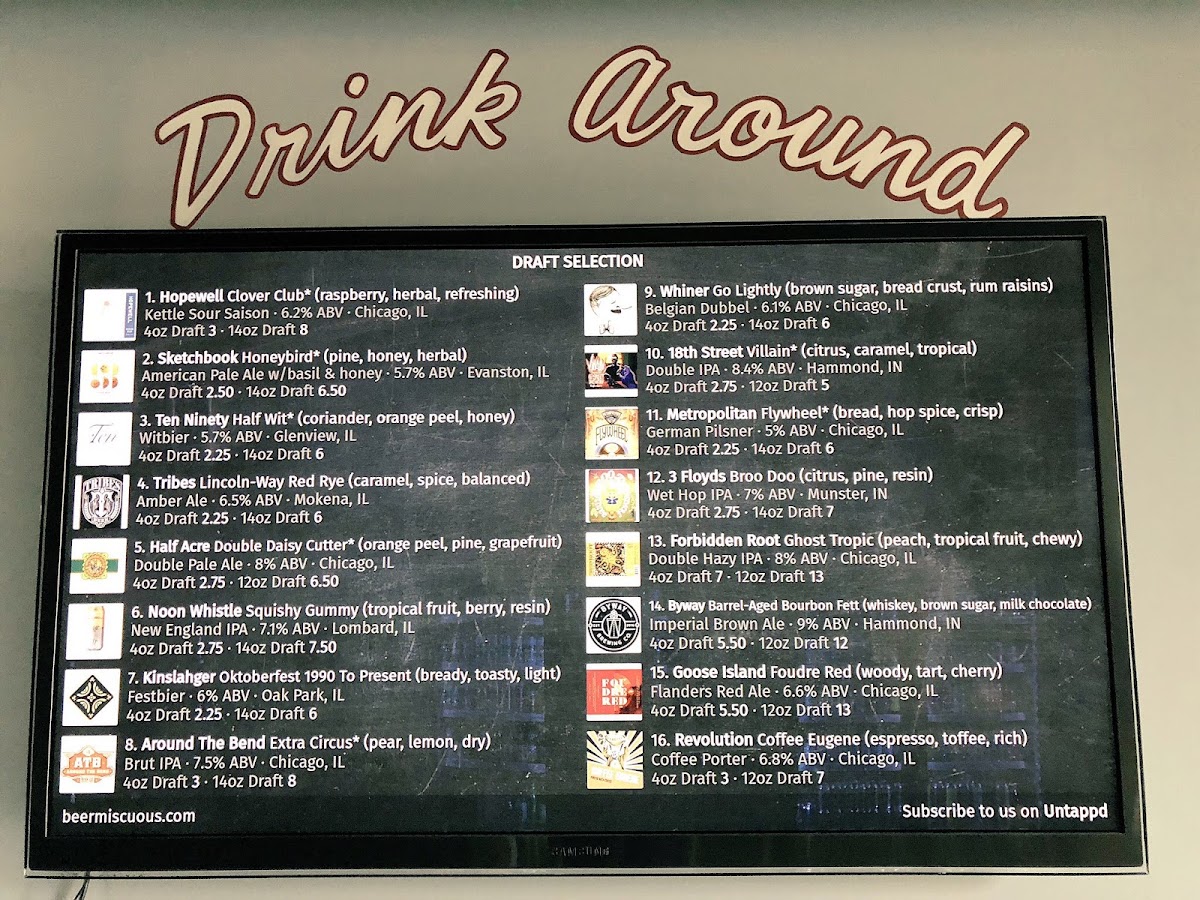 Drink Around
DRAFT SELECTION
1. Hopewell Clover Club* (raspberry, herbal, refreshing)
Kettle Sour Saison · 6.2% ABV · Chicago, IL
4oz Draft 3 · 14oz Draft 8
HOPEWELL
2. Sketchbook Honeybird* (pine, honey, herbal)
American Pale Ale w/basil & honey · 5.7% ABV · Evanston, IL
4oz Draft 2.50 · 14oz Draft 6.50
3. Ten Ninety Half Wit* (coriander, orange peel, honey)
Witbier · 5.7% ABV · Glenview, IL
4oz Draft 2.25 · 14oz Draft 6
Ten
4. Tribes Lincoln-Way Red Rye (caramel, spice, balanced)
Amber Ale · 6.5% ABV · Mokena, IL
4oz Draft 2.25 · 14oz Draft 6
TRIBES
5. Half Acre Double Daisy Cutter* (orange peel, pine, grapefruit)
Double Pale Ale · 8% ABV · Chicago, IL
4oz Draft 2.75 · 12oz Draft 6.50
6. Noon Whistle Squishy Gummy (tropical fruit, berry, resin)
New England IPA · 7.1% ABV · Lombard, IL
4oz Draft 2.75 · 14oz Draft 7.50
7. Kinslahger Oktoberfest 1990 To Present (bready, toasty, light)
Festbier · 6% ABV · Oak Park, IL
4oz Draft 2.25 · 14oz Draft 6
8. Around The Bend Extra Circus* (pear, lemon, dry)
Brut IPA · 7.5% ABV · Chicago, IL
4oz Draft 3 · 14oz Draft 8
ATB
AROUND THE BEND
9. Whiner Go Lightly (brown sugar, bread crust, rum raisins)
Belgian Dubbel · 6.1% ABV · Chicago, IL
4oz Draft 2.25 · 14oz Draft 6
10. 18th Street Villain* (citrus, caramel, tropical)
Double IPA · 8.4% ABV · Hammond, IN
4oz Draft 2.75 · 12oz Draft 5
11. Metropolitan Flywheel* (bread, hop spice, crisp)
German Pilsner · 5% ABV · Chicago, IL
4oz Draft 2.25 · 14oz Draft 6
FLYWHEEL
12. 3 Floyds Broo Doo (citrus, pine, resin)
Wet Hop IPA · 7% ABV · Munster, IN
4oz Draft 2.75 · 14oz Draft 7
13. Forbidden Root Ghost Tropic (peach, tropical fruit, chewy)
Double Hazy IPA · 8% ABV · Chicago, IL
4oz Draft 7 · 12oz Draft 13
14. Byway Barrel-Aged Bourbon Fett (whiskey, brown sugar, milk chocolate)
Imperial Brown Ale · 9% ABV · Hammond, IN
4oz Draft 5.50 · 12oz Draft 12
BYWAY
BREWING CO.
15. Goose Island Foudre Red (woody, tart, cherry)
Flanders Red Ale · 6.6% ABV · Chicago, IL
4oz Draft 5.50 · 12oz Draft 13
FOU
DRE
RED
16. Revolution Coffee Eugene (espresso, toffee, rich)
Coffee Porter · 6.8% ABV · Chicago, IL
4oz Draft 3 · 12oz Draft 7
beermiscuous.com
Subscribe to us on Untappd
SAMSUNG